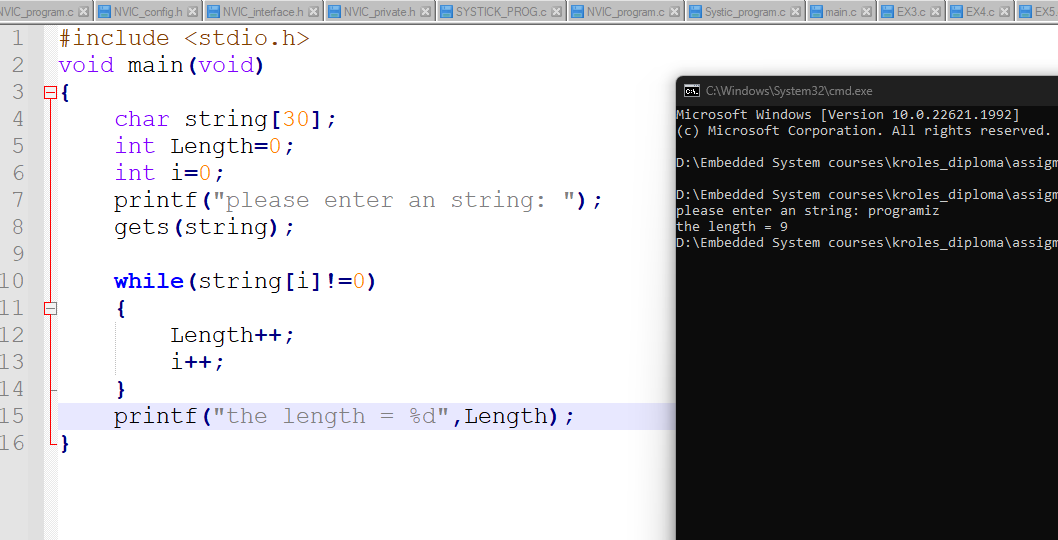 NVIC_program.c NVIC_config.h NVIC_interface.h NVIC_private.h SYSTICK_PROG.c NVIC_program.c Systic_program.c main.c EX3.c EX4.c EX5.
1 #include <stdio.h>
2 void main(void)
3 {
4 char string[30];
5 int Length=0;
6 int i=0;
7 printf("please enter an string: ");
8 gets(string);
9
10 while(string[i]!=0)
11 {
12 Length++;
13 i++;
14 }
15 printf("the length = %d",Length);
16 }
C:\Windows\System32\cmd.exe
Microsoft Windows [Version 10.0.22621.1992]
(c) Microsoft Corporation. All rights reserved.
D:\Embedded System courses\kroles_diploma\assigm
D:\Embedded System courses\kroles_diploma\assigm
please enter an string: programiz
the length = 9
D:\Embedded System courses\kroles_diploma\assigm